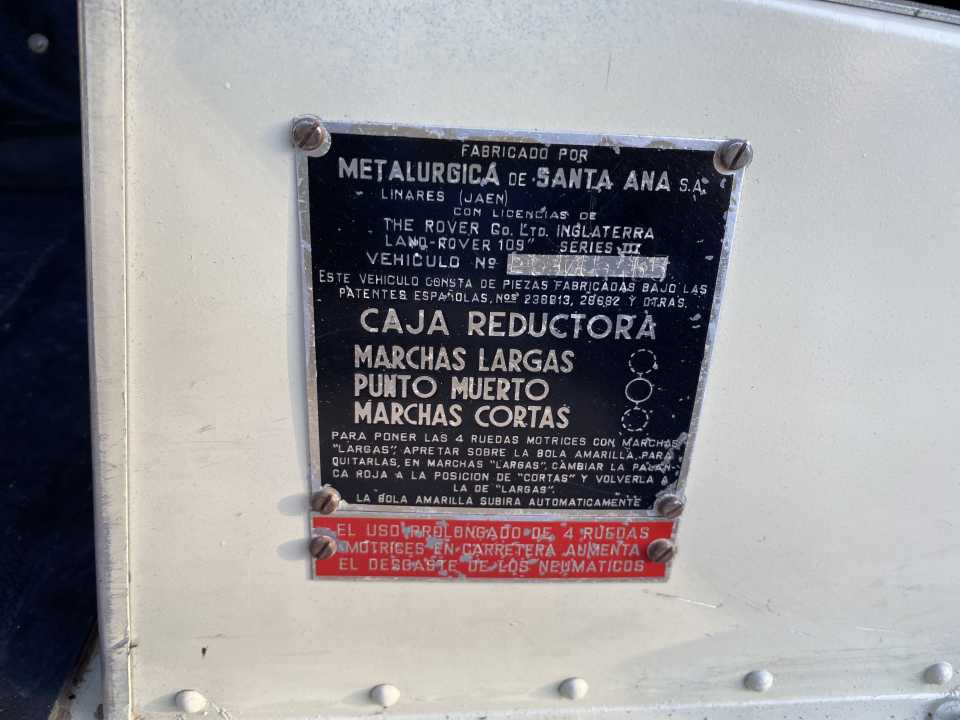 FABRICADO POR
METALURGICA DE SANTA ANA S.A.
LINARES (JAEN)
CON LICENCIAS DE
THE ROVER Co. LTD. INGLATERRA
LAND-ROVER 109" SERIES III
VEHICULO Nº
ESTE VEHICULO CONSTA DE PIEZAS FABRICADAS BAJO LAS
PATENTES ESPAÑOLAS, Nos 236913, 28682 Y OTRAS.
CAJA REDUCTORA
MARCHAS LARGAS
PUNTO MUERTO
MARCHAS CORTAS
PARA PONER LAS 4 RUEDAS MOTRICES CON MARCHAS
"LARGAS", APRETAR SOBRE LA BOLA AMARILLA, PARA
QUITARLAS, EN MARCHAS "LARGAS", CAMBIAR LA PALAN-
CA ROJA A LA POSICION DE "CORTAS" Y VOLVERLA A
LA DE "LARGAS".
LA BOLA AMARILLA SUBIRA AUTOMATICAMENTE
EL USO PROLONGADO DE 4 RUEDAS
MOTRICES EN CARRETERA AUMENTA
EL DESGASTE DE LOS NEUMATICOS